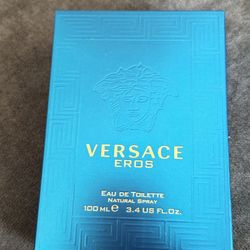 VERSACE
EROS
EAU DE TOILETTE
NATURAL SPRAY
100 ML ℮ 3.4 US FL.OZ.